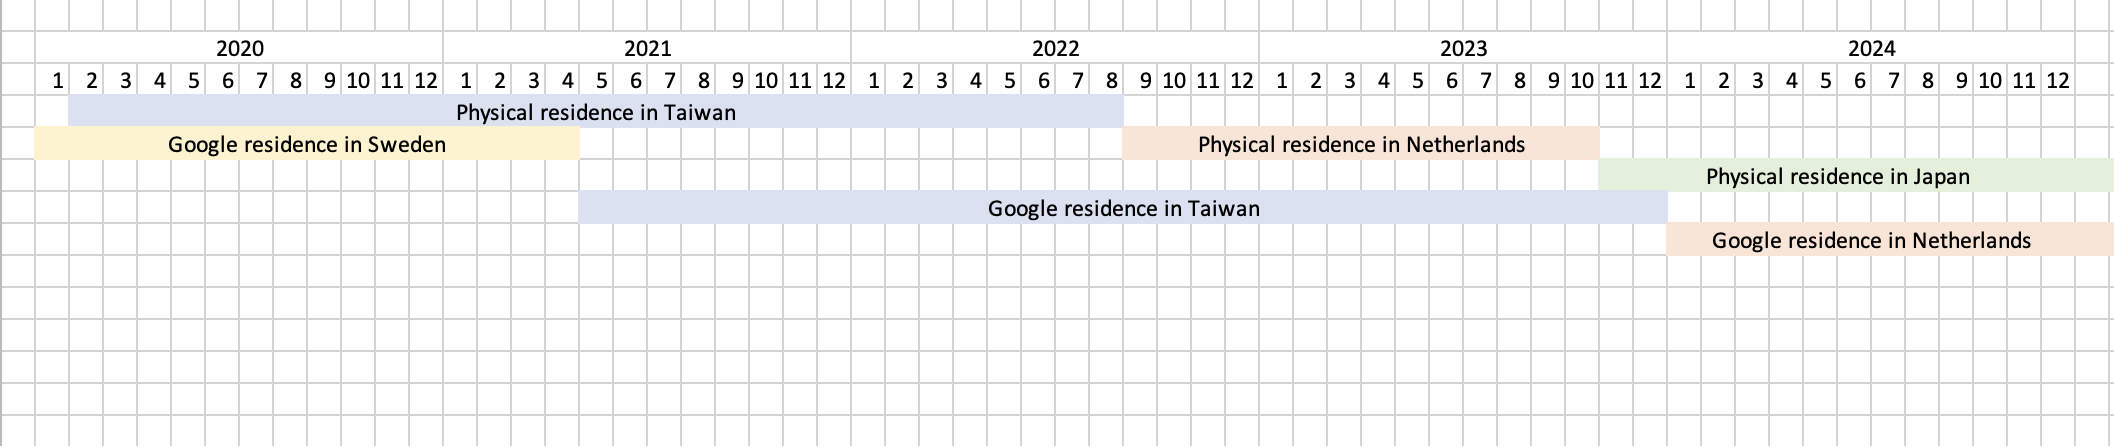 2020 2021 2022 2023 2024
1 2 3 4 5 6 7 8 9 10 11 12 1 2 3 4 5 6 7 8 9 10 11 12 1 2 3 4 5 6 7 8 9 10 11 12 1 2 3 4 5 6 7 8 9 10 11 12 1 2 3 4 5 6 7 8 9 10 11 12
Physical residence in Taiwan
Google residence in Sweden Physical residence in Netherlands
Physical residence in Japan
Google residence in Taiwan
Google residence in Netherlands